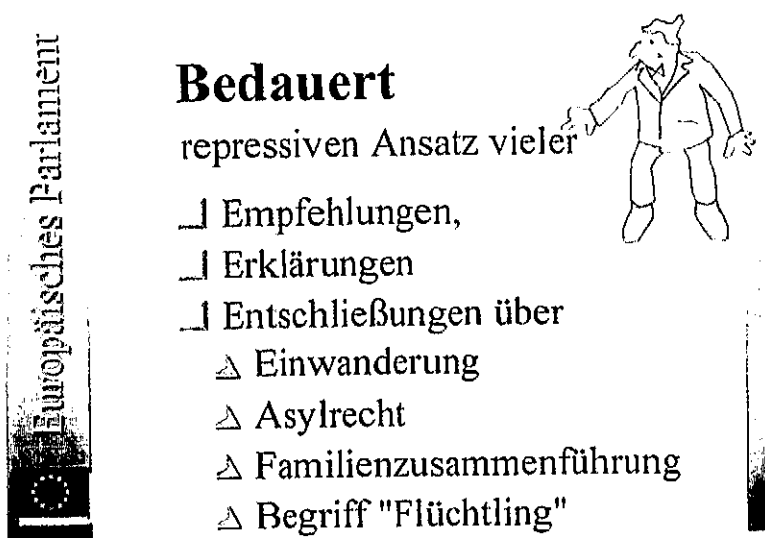 Europäisches Parlament
Bedauert
repressiven Ansatz vieler
Empfehlungen,
Erklärungen
Entschließungen über
Einwanderung
Asylrecht
Familienzusammenführung
Begriff "Flüchtling"